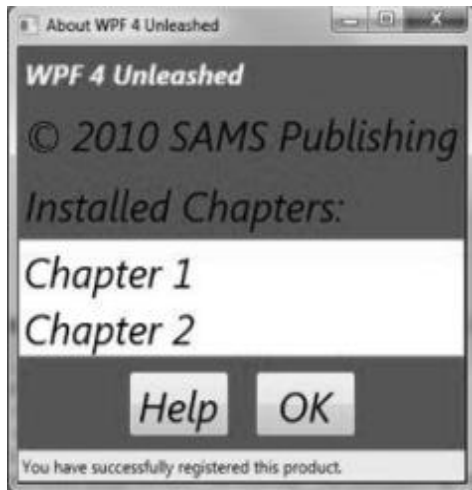 About WPF 4 Unleashed
WPF 4 Unleashed
© 2010 SAMS Publishing
Installed Chapters:
Chapter 1
Chapter 2
Help OK
You have successfully registered this product.